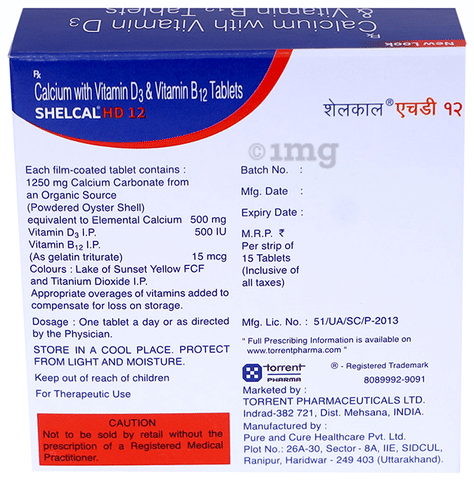 Calcium with Vitamin D3
& Vitamin B12 Tablets
Rx
New Look
Rx
Calcium with Vitamin D3 & Vitamin B12 Tablets
SHELCAL® HD 12
शेलकाल® एचडी १२
1mg
Each film-coated tablet contains :
1250 mg Calcium Carbonate from
an Organic Source
(Powdered Oyster Shell)
equivalent to Elemental Calcium 500 mg
Vitamin D3 I.P. 500 IU
Vitamin B12 I.P.
(As gelatin triturate) 15 mcg
Colours : Lake of Sunset Yellow FCF
and Titanium Dioxide I.P.
Appropriate overages of vitamins added to
compensate for loss on storage.
Dosage : One tablet a day or as directed
by the Physician.
STORE IN A COOL PLACE. PROTECT
FROM LIGHT AND MOISTURE.
Keep out of reach of children
For Therapeutic Use
CAUTION
Not to be sold by retail without the
prescription of a Registered Medical
Practitioner.
Batch No. :
Mfg. Date :
Expiry Date :
M.R.P. ₹
Per strip of :
15 Tablets
(Inclusive of
all taxes)
Mfg. Lic. No. : 51/UA/SC/P-2013
" Full Prescribing Information is available on
www.torrentpharma.com"
torrent
PHARMA
® - Registered Trademark
8089992-9091
Marketed by :
TORRENT PHARMACEUTICALS LTD.
Indrad-382 721, Dist. Mehsana, INDIA.
Manufactured by :
Pure and Cure Healthcare Pvt. Ltd.
Plot No.: 26A-30, Sector - 8A, IIE, SIDCUL,
Ranipur, Haridwar - 249 403 (Uttarakhand).